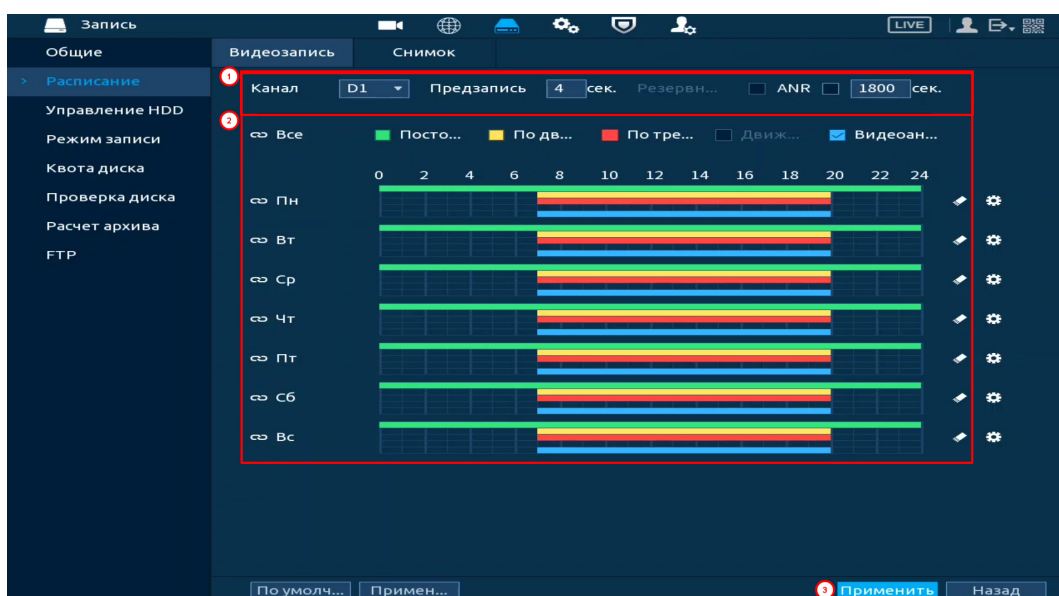 Запись LIVE
Общие Видеозапись Снимок
> Расписание 1 Канал D1 Предзапись 4 сек. Резервн... ANR 1800 сек.
Управление HDD
2
Режим записи Все Посто... По дв... По тре... Движ... Видеоан...
Квота диска 0 2 4 6 8 10 12 14 16 18 20 22 24
Проверка диска Пн
Расчет архива Вт
FTP
Ср
Чт
Пт
Сб
Вс
По умолч... Примен... 3 Применить Назад